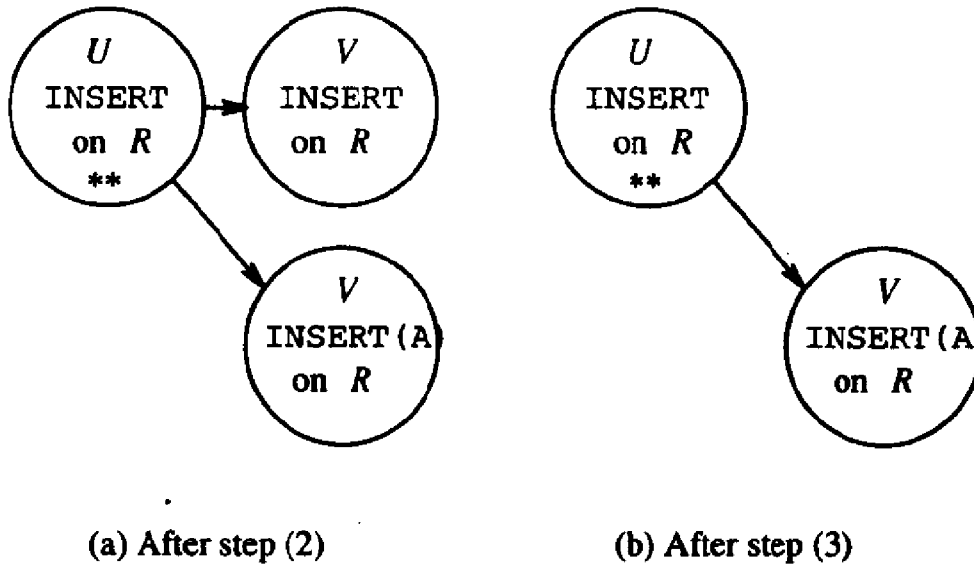 U
INSERT
on R
**
V
INSERT
on R
V
INSERT(A)
on R
(a) After step (2)
U
INSERT
on R
**
V
INSERT(A
on R
(b) After step (3)